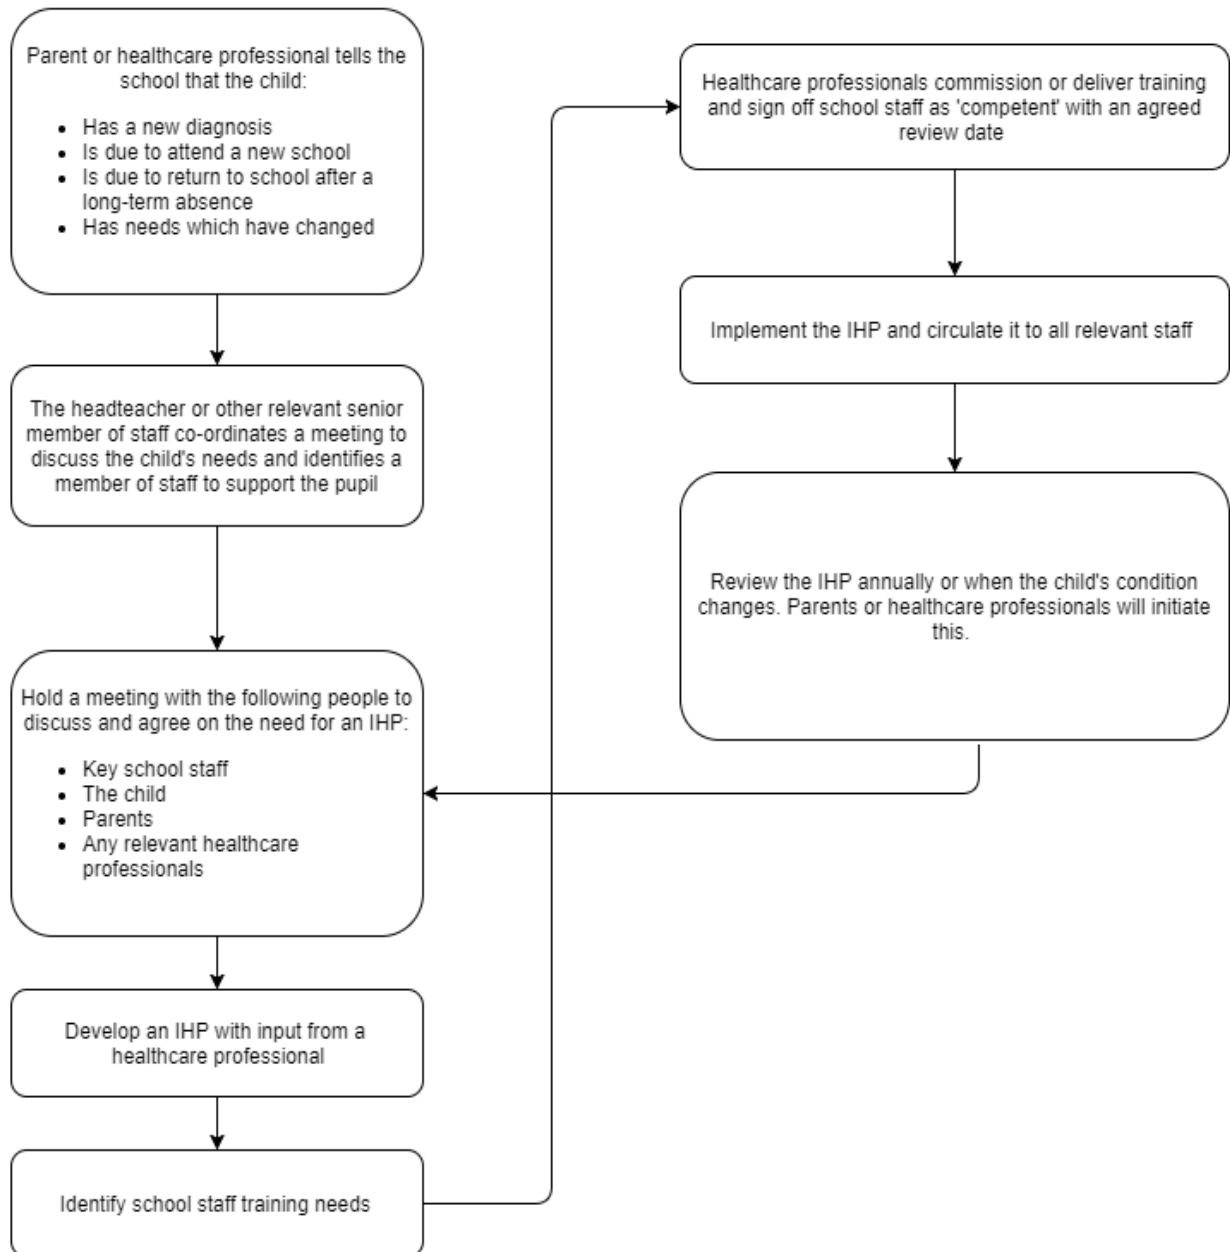 Parent or healthcare professional tells the
school that the child:
• Has a new diagnosis
• Is due to attend a new school
• Is due to return to school after a
long-term absence
• Has needs which have changed
The headteacher or other relevant senior
member of staff co-ordinates a meeting to
discuss the child's needs and identifies a
member of staff to support the pupil
Hold a meeting with the following people to
discuss and agree on the need for an IHP:
• Key school staff
• The child
• Parents
• Any relevant healthcare
professionals
Develop an IHP with input from a
healthcare professional
Identify school staff training needs
Healthcare professionals commission or deliver training
and sign off school staff as 'competent' with an agreed
review date
Implement the IHP and circulate it to all relevant staff
Review the IHP annually or when the child's condition
changes. Parents or healthcare professionals will initiate
this.